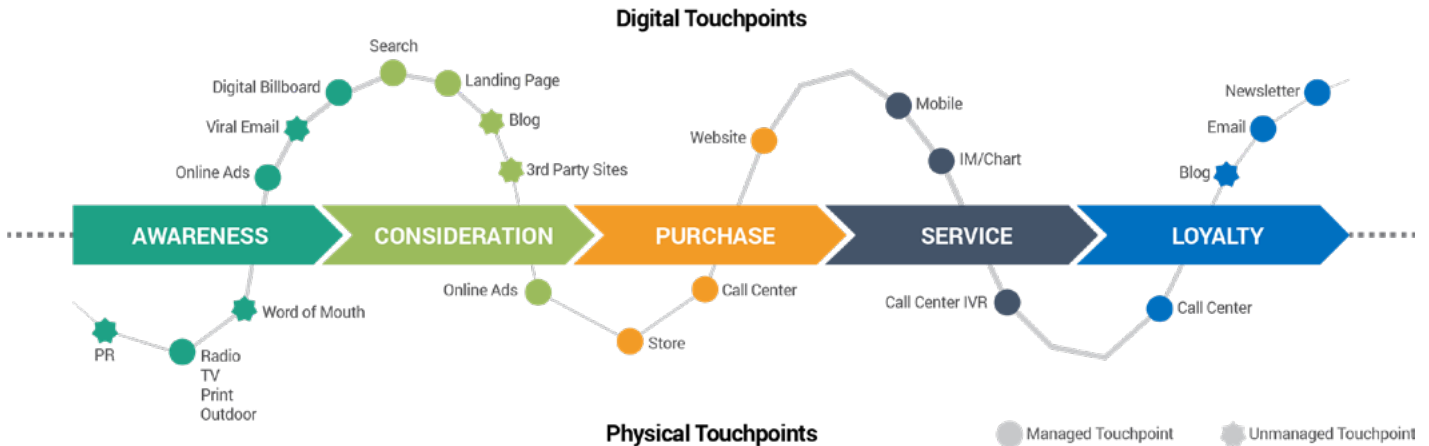 Digital Touchpoints
Search
Digital Billboard
Landing Page
Viral Email
Blog
Online Ads
3rd Party Sites
Website
Mobile
IM/Chart
Newsletter
Email
Blog
AWARENESS
CONSIDERATION
PURCHASE
SERVICE
LOYALTY
PR
Radio
TV
Print
Outdoor
Word of Mouth
Online Ads
Store
Call Center
Call Center IVR
Call Center
Physical Touchpoints
Managed Touchpoint
Unmanaged Touchpoint